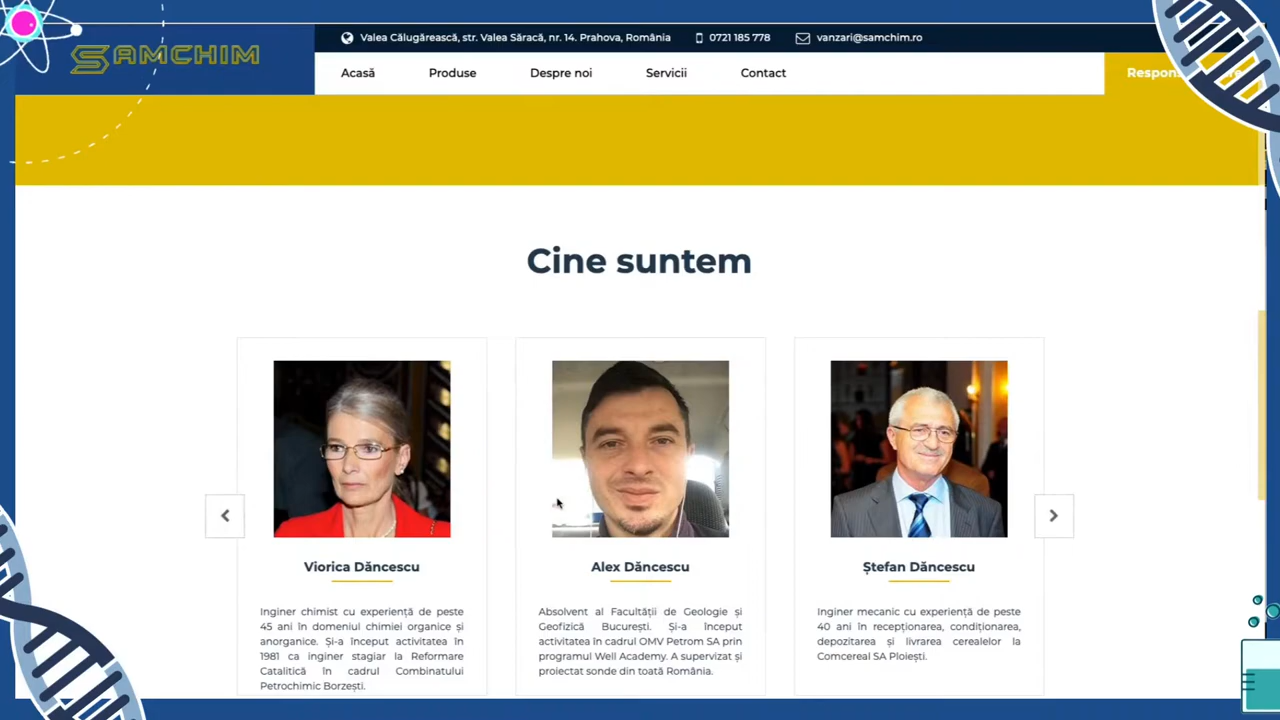 SAMCHIM
Valea Călugărească, str. Valea Săracă, nr. 14. Prahova, România
0721 185 778
vanzari@samchim.ro
Acasă
Produse
Despre noi
Servicii
Contact
Cine suntem
Viorica Dăncescu
Inginer chimist cu experiență de peste
45 ani în domeniul chimiei organice și
anorganice. Și-a început activitatea în
1981 ca inginer stagiar la Reformare
Catalitică în cadrul Combinatului
Petrochimic Borzești.
Alex Dăncescu
Absolvent al Facultății de Geologie și
Geofizică București. Și-a început
activitatea în cadrul OMV Petrom SA prin
programul Well Academy. A supervizat și
proiectat sonde din toată România.
Ștefan Dăncescu
Inginer mecanic cu experiență de peste
40 ani în recepționarea, condiționarea,
depozitarea și livrarea cerealelor la
Comcereal SA Ploiești.